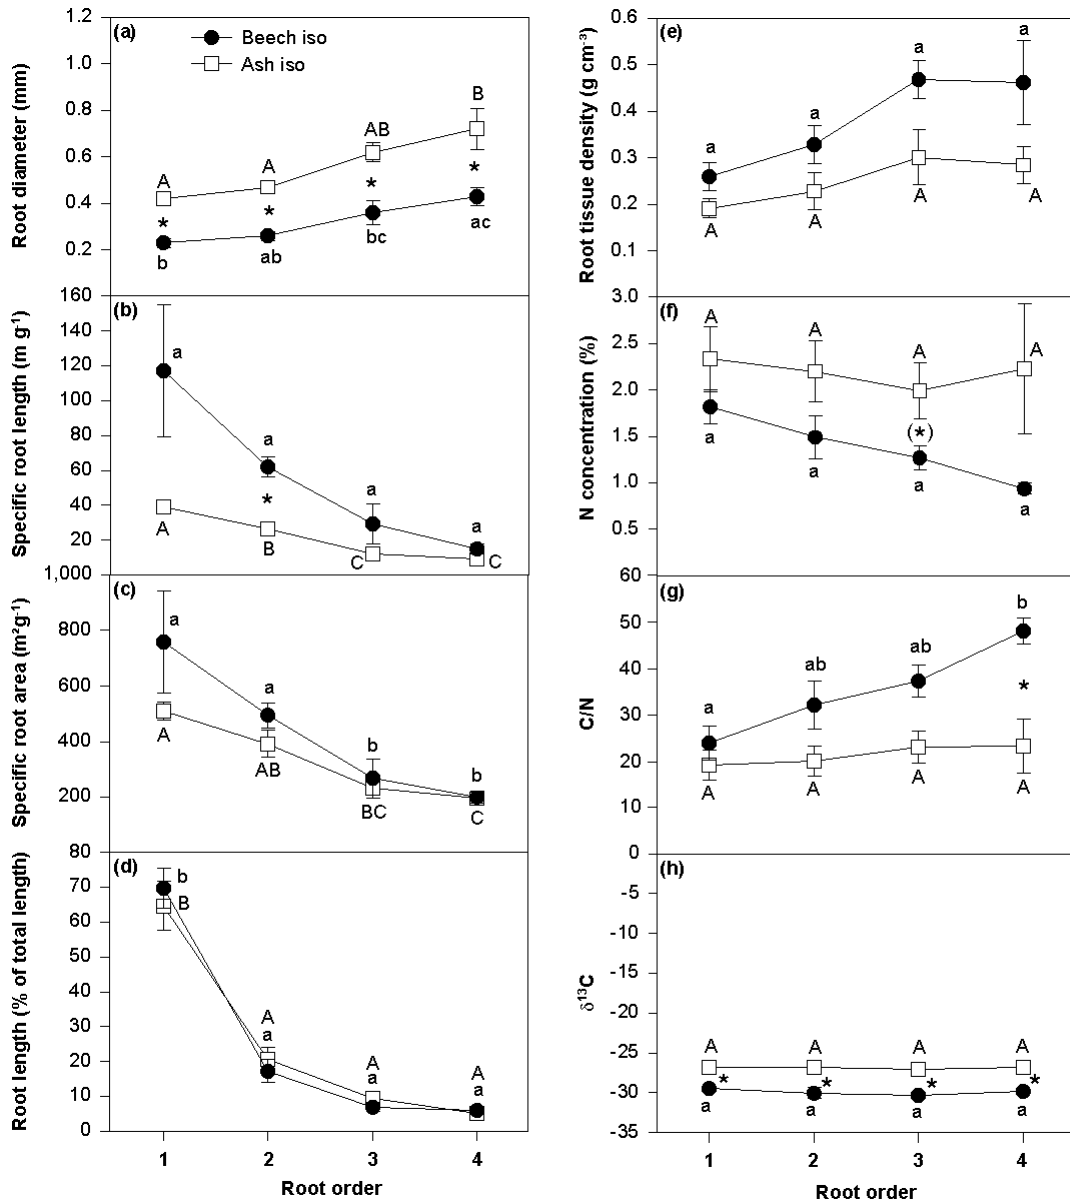 (a)
Beech iso
Ash iso
Root diameter (mm)
1.2
1.0
0.8
0.6
0.4
0.2
A
A
AB
B
*
*
*
*
b
ab
bc
ac
(b)
Specific root length (m g-1)
160
140
120
100
80
60
40
20
a
a
a
a
*
A
B
C
C
(c)
Specific root area (m²g-1)
1,000
800
600
400
200
a
a
b
b
A
AB
BC
C
(d)
Root length (% of total length)
80
70
60
50
40
30
20
10
0
b
B
A
a
A
a
A
a
1
2
3
4
Root order
(e)
Root tissue density (g cm-3)
0.6
0.5
0.4
0.3
0.2
0.1
a
a
a
a
A
A
A
A
(f)
N concentration (%)
3.0
2.5
2.0
1.5
1.0
0.5
A
A
A
A
(*)
a
a
a
a
(g)
C/N
60
50
40
30
20
10
0
a
ab
ab
b
*
A
A
A
A
(h)
δ13C
-5
-10
-15
-20
-25
-30
-35
A
A
A
A
*
*
*
*
a
a
a
a
1
2
3
4
Root order